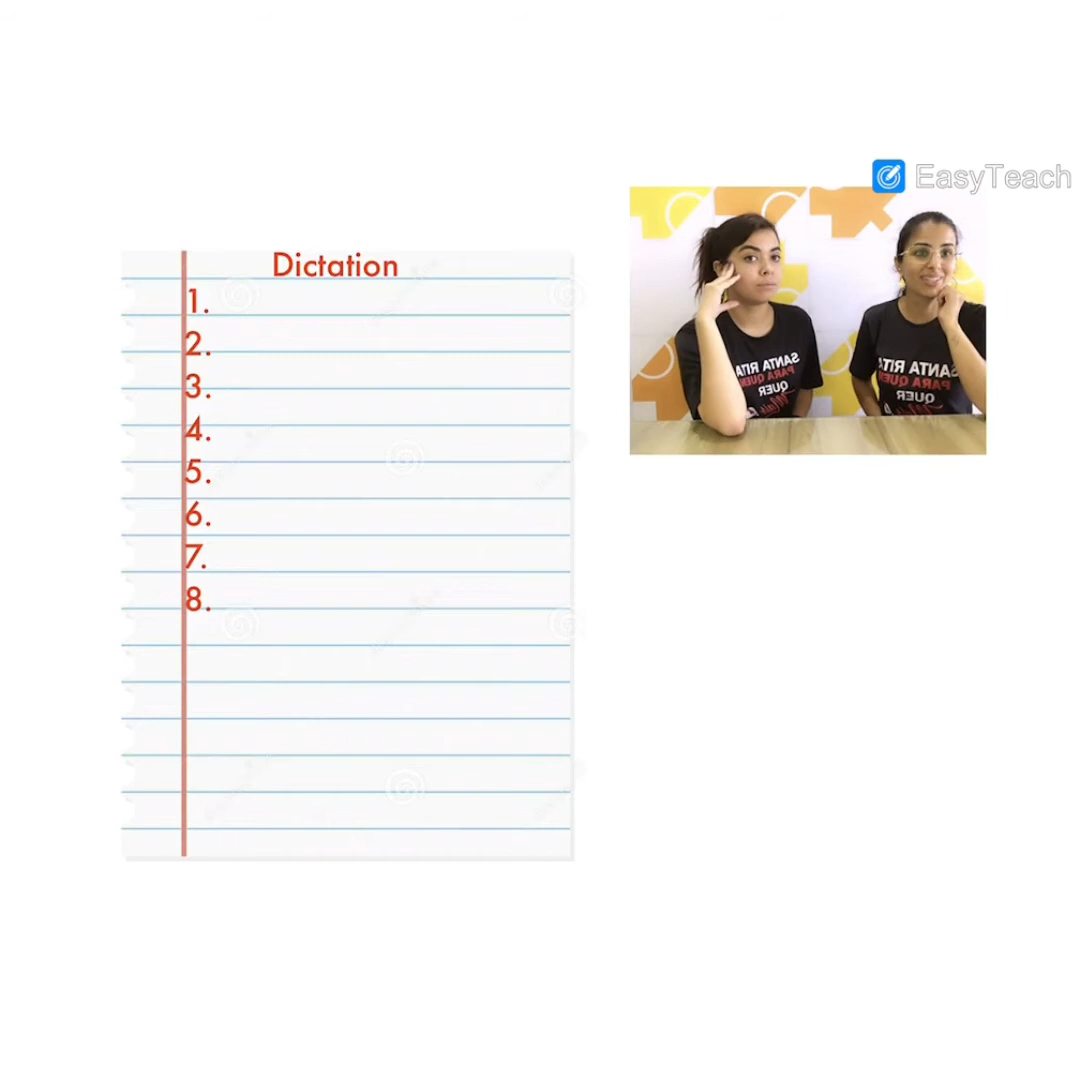 EasyTeach
Dictation
1.
2.
3.
4.
5.
6.
7.
8.
SANTA RITA
PARA QUEM
QUER
SANTA RITA
PARA QUEM
QUER